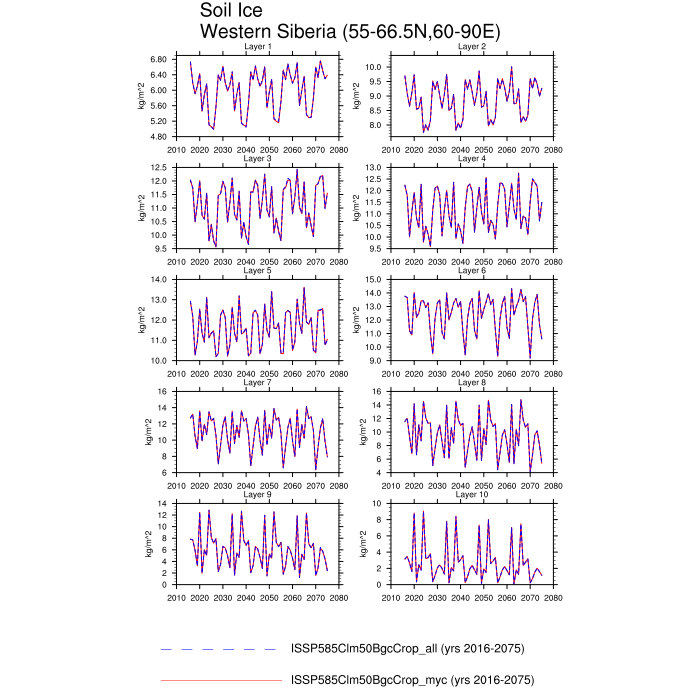 Soil Ice
Western Siberia (55-66.5N,60-90E)
Layer 1
Layer 2
kg/m^2
6.80
6.40
6.00
5.60
5.20
4.80
2010 2020 2030 2040 2050 2060 2070 2080
kg/m^2
10.0
9.5
9.0
8.5
8.0
2010 2020 2030 2040 2050 2060 2070 2080
Layer 3
Layer 4
kg/m^2
12.5
12.0
11.5
11.0
10.5
10.0
9.5
2010 2020 2030 2040 2050 2060 2070 2080
kg/m^2
13.0
12.5
12.0
11.5
11.0
10.5
10.0
9.5
2010 2020 2030 2040 2050 2060 2070 2080
Layer 5
Layer 6
kg/m^2
14.0
13.0
12.0
11.0
10.0
2010 2020 2030 2040 2050 2060 2070 2080
kg/m^2
15.0
14.0
13.0
12.0
11.0
10.0
9.0
2010 2020 2030 2040 2050 2060 2070 2080
Layer 7
Layer 8
kg/m^2
16
14
12
10
8
6
2010 2020 2030 2040 2050 2060 2070 2080
kg/m^2
16
14
12
10
8
6
4
2010 2020 2030 2040 2050 2060 2070 2080
Layer 9
Layer 10
kg/m^2
14
12
10
8
6
4
2
0
2010 2020 2030 2040 2050 2060 2070 2080
kg/m^2
10
8
6
4
2
0
2010 2020 2030 2040 2050 2060 2070 2080
ISSP585Clm50BgcCrop_all (yrs 2016-2075)
ISSP585Clm50BgcCrop_myc (yrs 2016-2075)